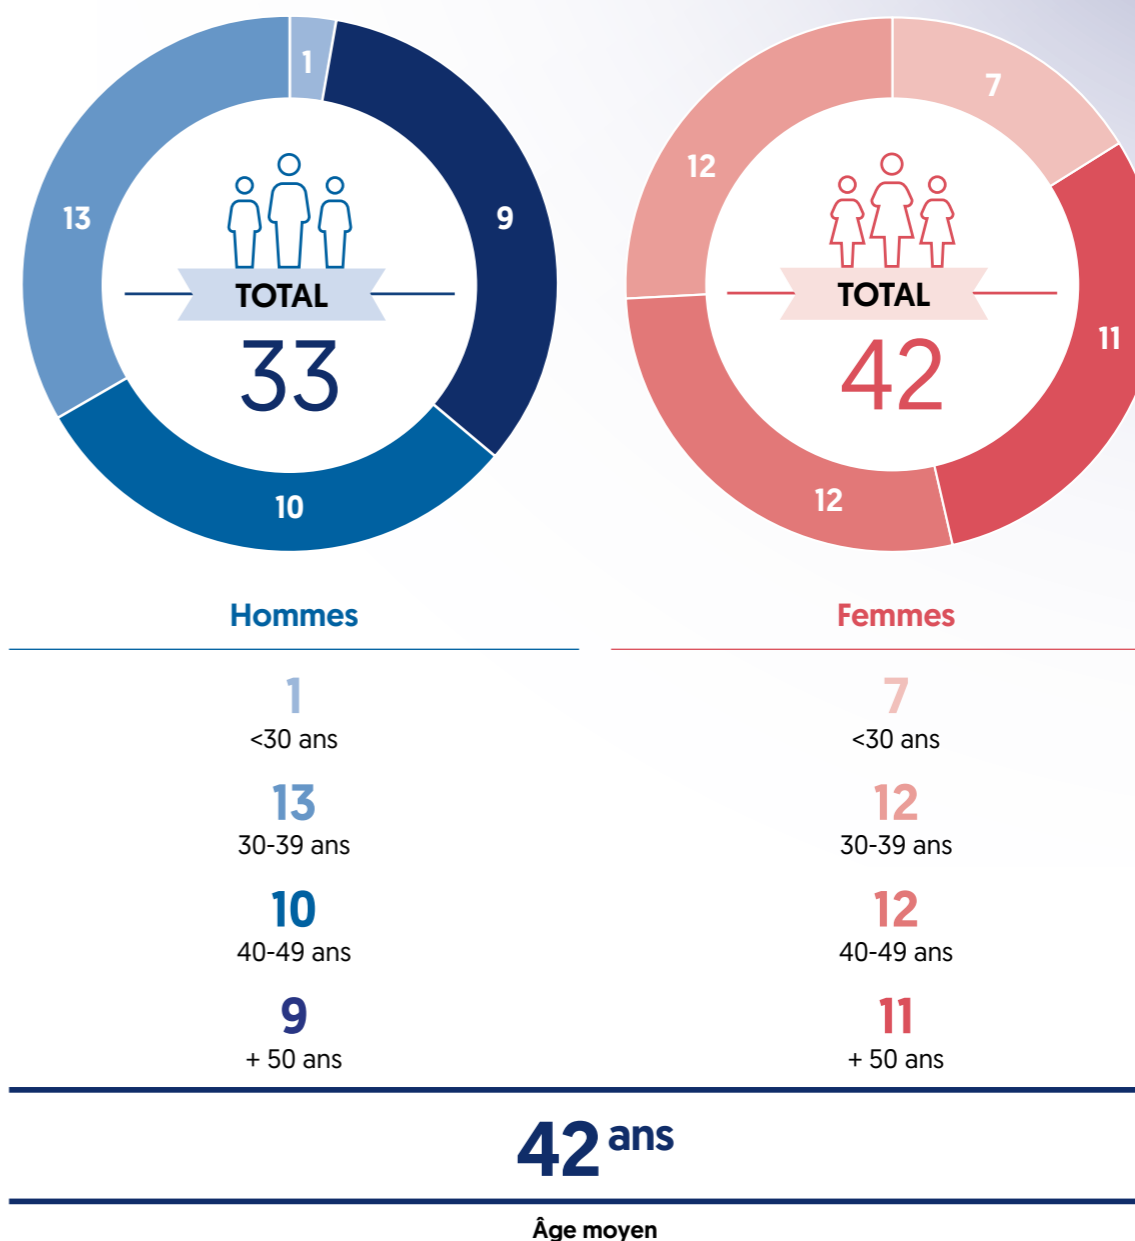 1
9
10
13
TOTAL
33
7
11
12
12
TOTAL
42
Hommes
1
<30 ans
13
30-39 ans
10
40-49 ans
9
+ 50 ans
Femmes
7
<30 ans
12
30-39 ans
12
40-49 ans
11
+ 50 ans
42 ans
Âge moyen